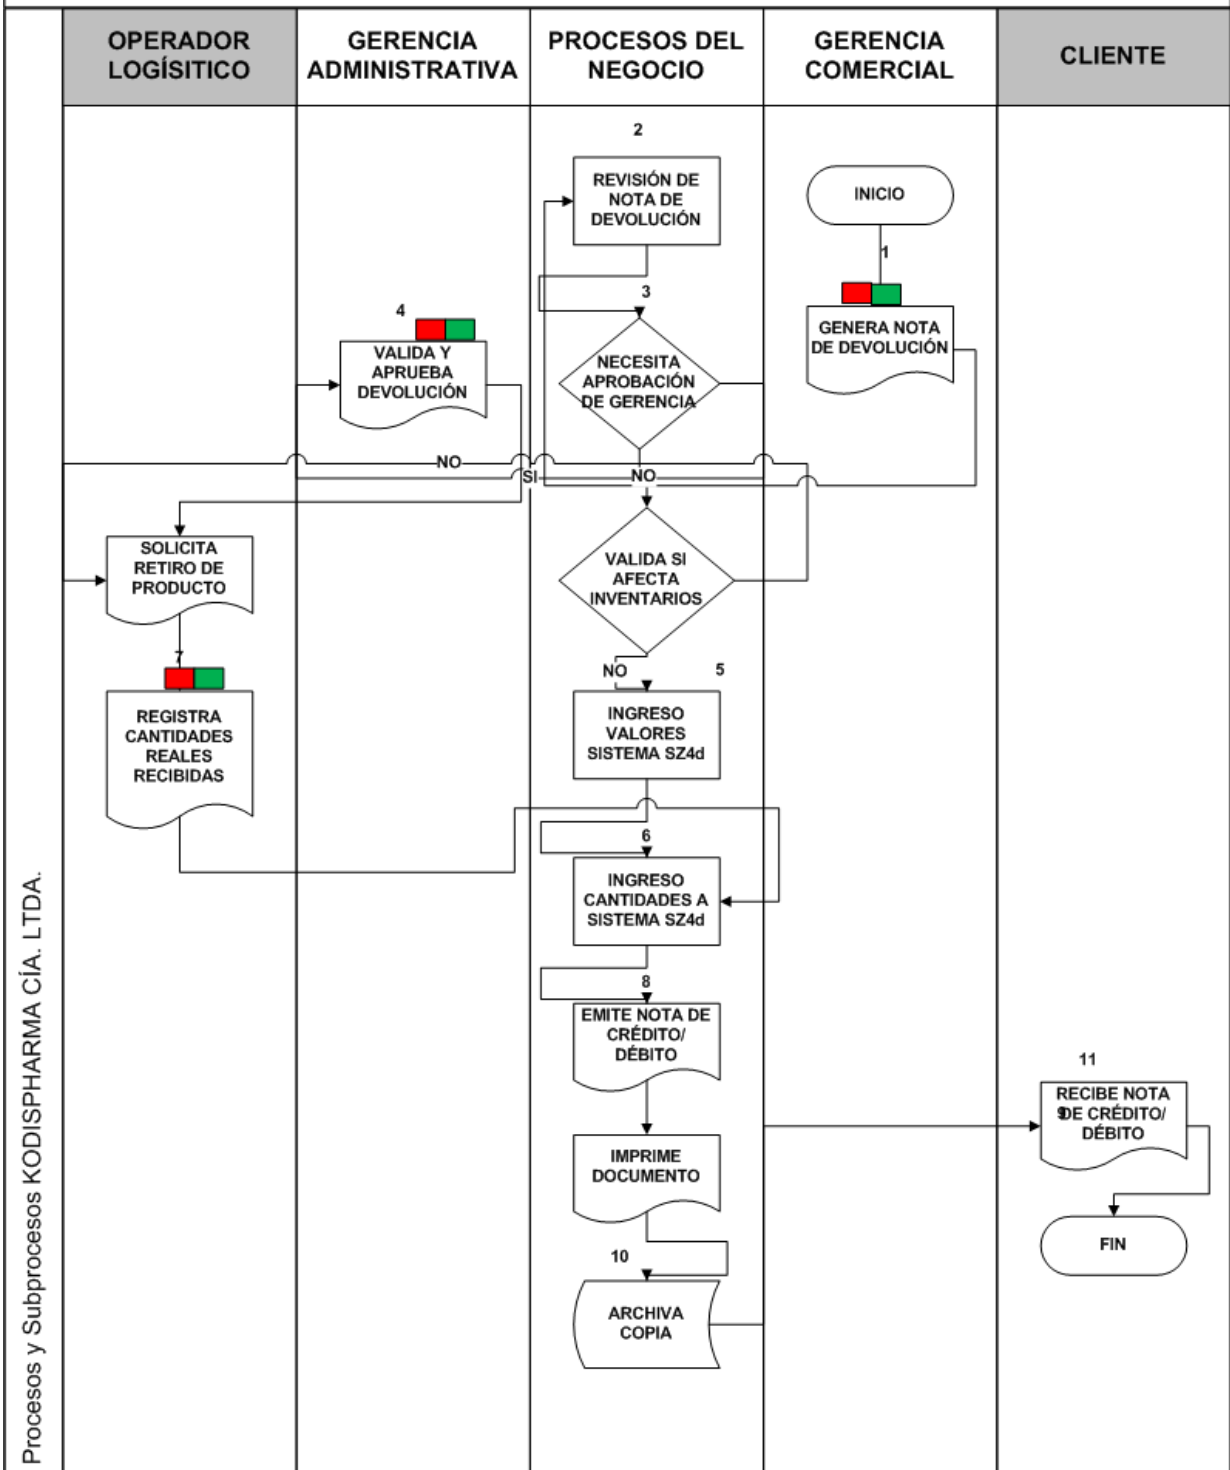 OPERADOR
LOGÍSITICO
GERENCIA
ADMINISTRATIVA
PROCESOS DEL
NEGOCIO
GERENCIA
COMERCIAL
CLIENTE
2
REVISIÓN DE
NOTA DE
DEVOLUCIÓN
INICIO
1
3
GENERA NOTA
DE DEVOLUCIÓN
4
VALIDA Y
APRUEBA
DEVOLUCIÓN
NECESITA
APROBACIÓN
DE GERENCIA
NO
SI
NO
SOLICITA
RETIRO DE
PRODUCTO
VALIDA SI
AFECTA
INVENTARIOS
7
NO
5
REGISTRA
CANTIDADES
REALES
RECIBIDAS
INGRESO
VALORES
SISTEMA SZ4d
6
INGRESO
CANTIDADES A
SISTEMA SZ4d
8
EMITE NOTA DE
CRÉDITO/
DÉBITO
11
RECIBE NOTA
DE CRÉDITO/
DÉBITO
9
IMPRIME
DOCUMENTO
10
FIN
ARCHIVA
COPIA
Procesos y Subprocesos KODISPHARMA CÍA. LTDA.